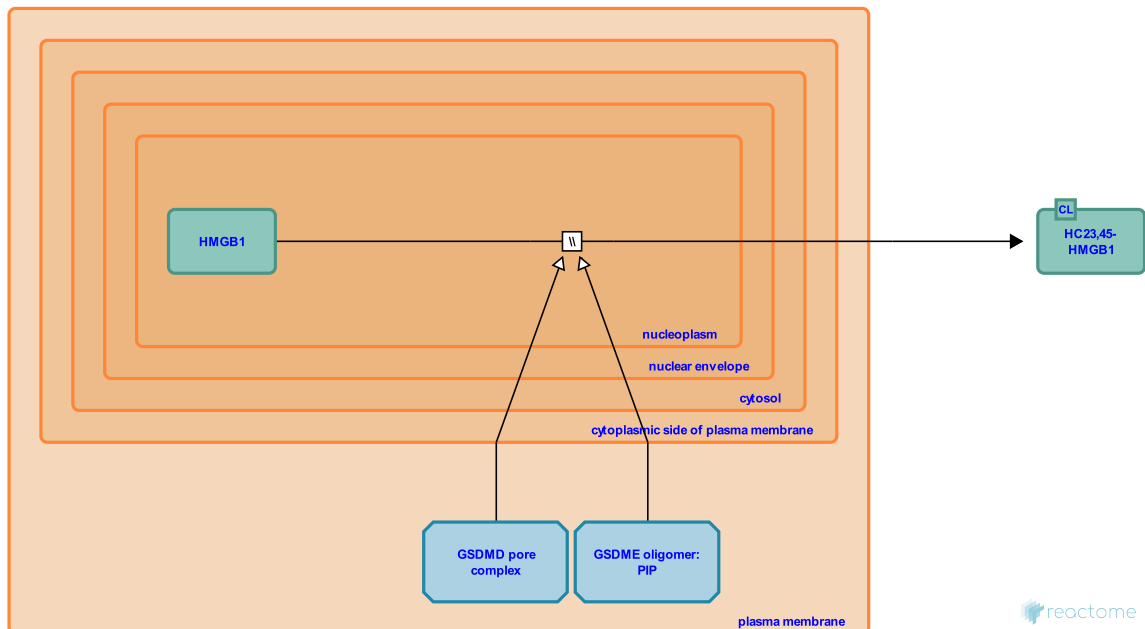 CL
HMGB1
\\
HC23,45-
HMGB1
nucleoplasm
nuclear envelope
cytosol
cytoplasmic side of plasma membrane
GSDMD pore
complex
GSDME oligomer:
PIP
plasma membrane
reactome